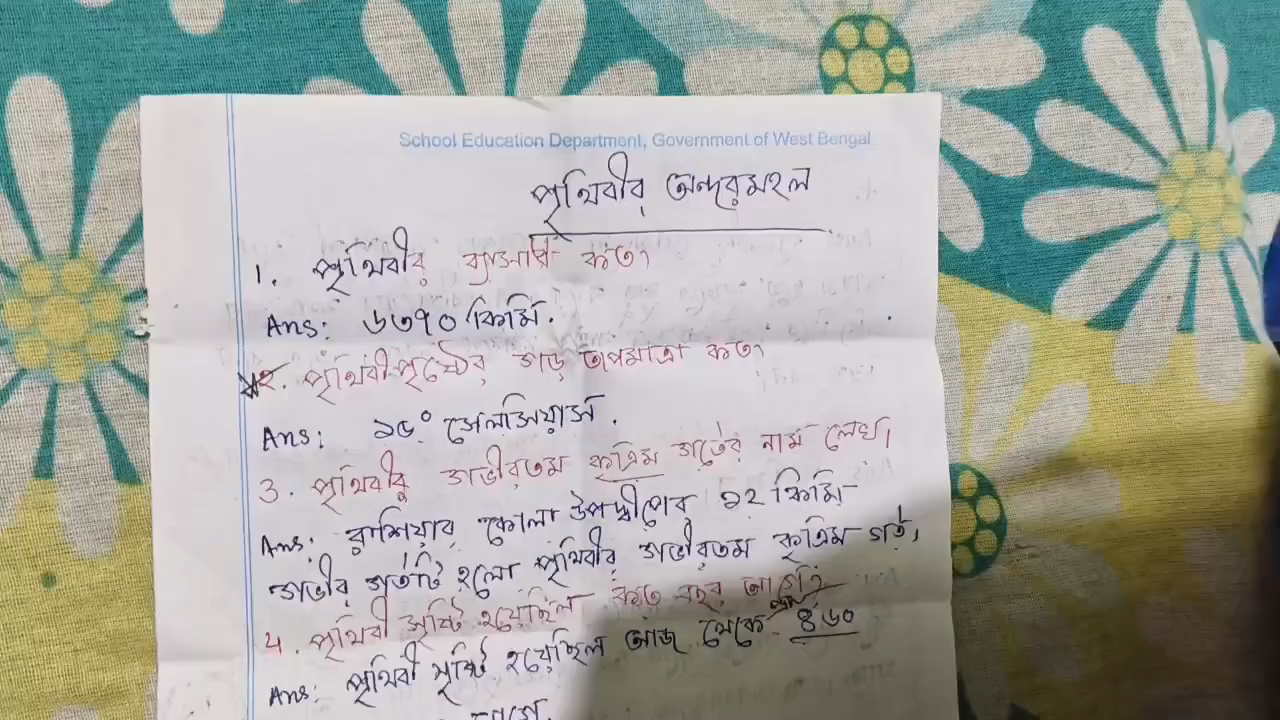 School Education Department, Government of West Bengal
পৃথিবীর অন্দরমহল
1. পৃথিবীর ব্যাসার্ধ কত।
Ans: ৬৩৭০ কিমি.
২. পৃথিবীপৃষ্ঠের গড় তাপমাত্রা কত।
Ans: ১৫° সেলসিয়াস.
3. পৃথিবীর গভীরতম কৃত্রিম গর্তের নাম লেখ।
Ans: রাশিয়ার কোলা উপদ্বীপের ১২ কিমি
গভীর গর্তটি হলো পৃথিবীর গভীরতম কৃত্রিম গর্ত।
4. পৃথিবী সৃষ্টি হয়েছিল কত বছর আগে?
Ans: পৃথিবী সৃষ্টি হয়েছিল আজ থেকে প্রায় ৪৬০
আগে.